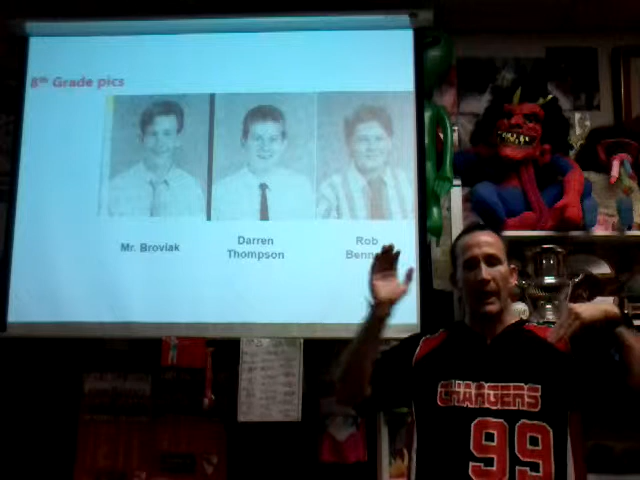 8th Grade pics
Mr. Broviak
Darren
Thompson
Rob
CHARGERS
99